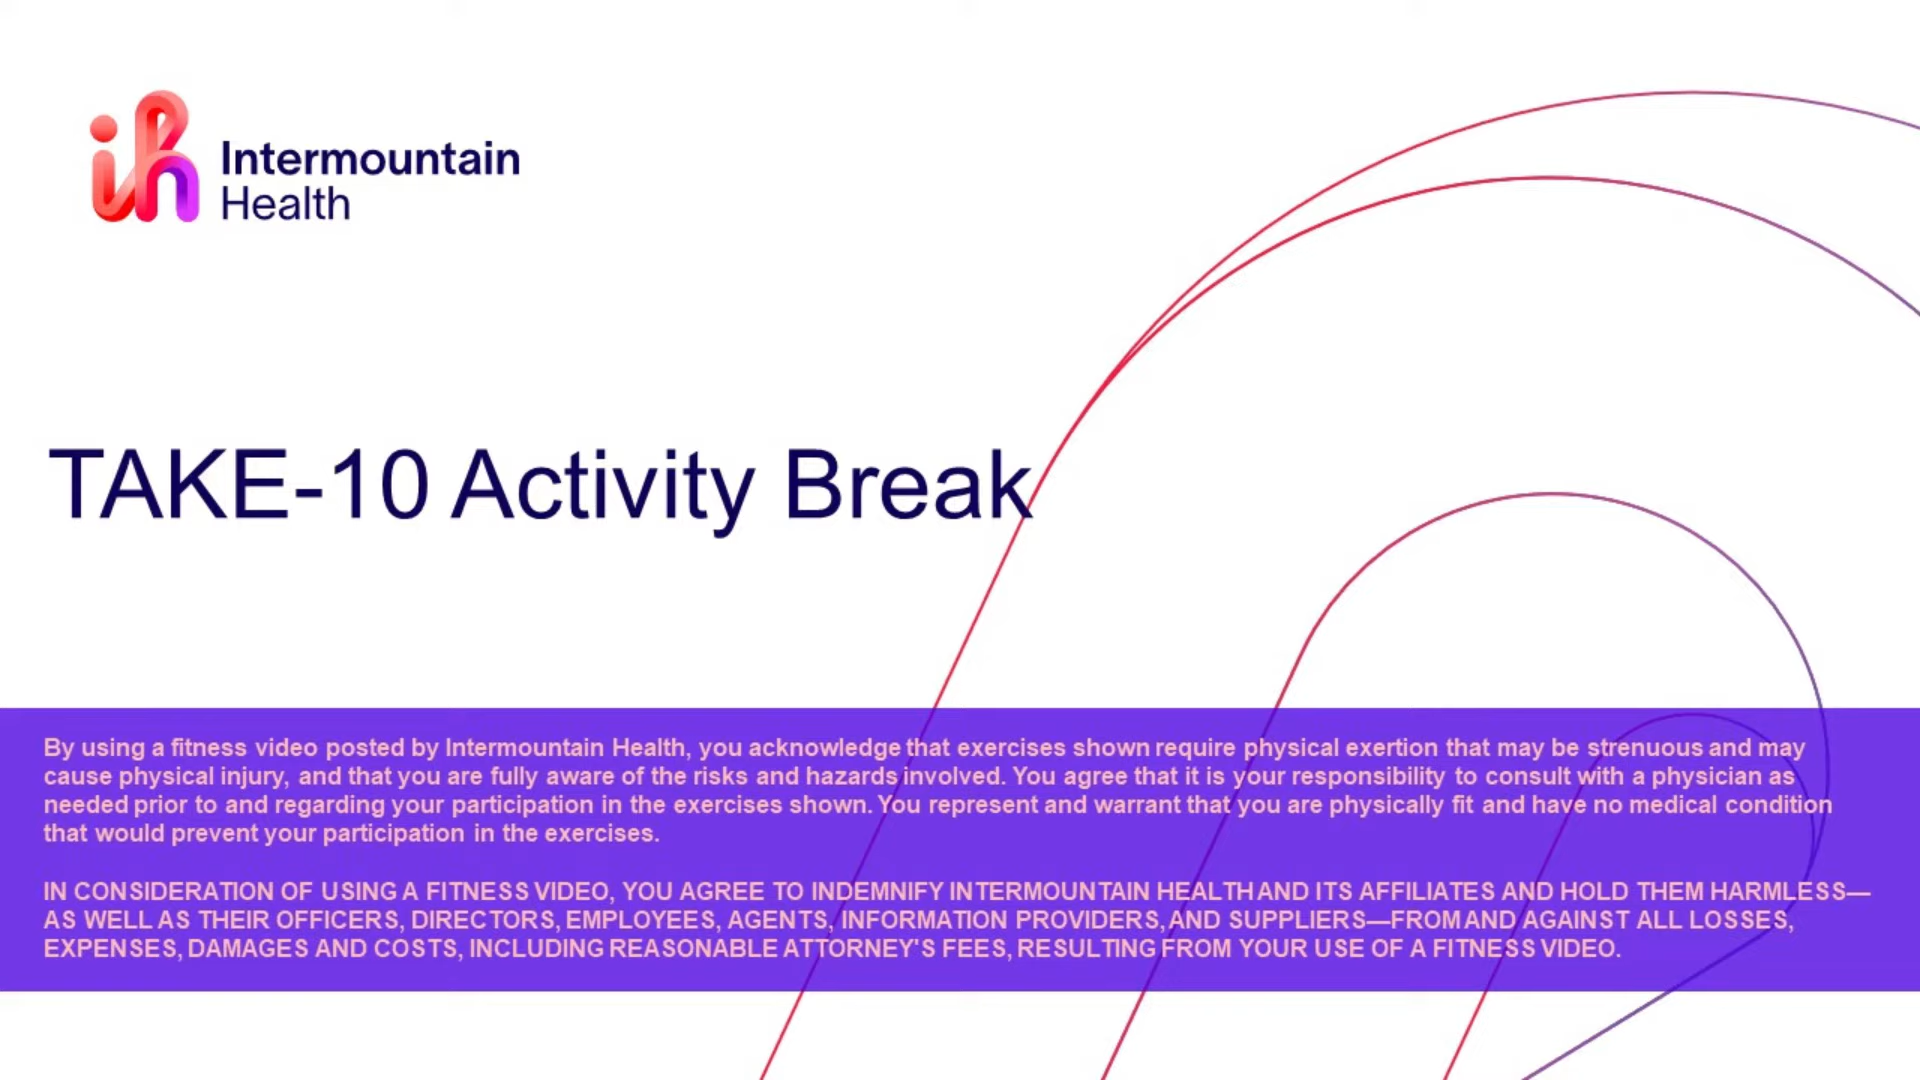 ih
Intermountain
Health
TAKE-10 Activity Break
By using a fitness video posted by Intermountain Health, you acknowledge that exercises shown require physical exertion that may be strenuous and may
cause physical injury, and that you are fully aware of the risks and hazards involved. You agree that it is your responsibility to consult with a physician as
needed prior to and regarding your participation in the exercises shown. You represent and warrant that you are physically fit and have no medical condition
that would prevent your participation in the exercises.
IN CONSIDERATION OF USING A FITNESS VIDEO, YOU AGREE TO INDEMNIFY INTERMOUNTAIN HEALTH AND ITS AFFILIATES AND HOLD THEM HARMLESS—
AS WELL AS THEIR OFFICERS, DIRECTORS, EMPLOYEES, AGENTS, INFORMATION PROVIDERS, AND SUPPLIERS—FROM AND AGAINST ALL LOSSES,
EXPENSES, DAMAGES AND COSTS, INCLUDING REASONABLE ATTORNEY'S FEES, RESULTING FROM YOUR USE OF A FITNESS VIDEO.